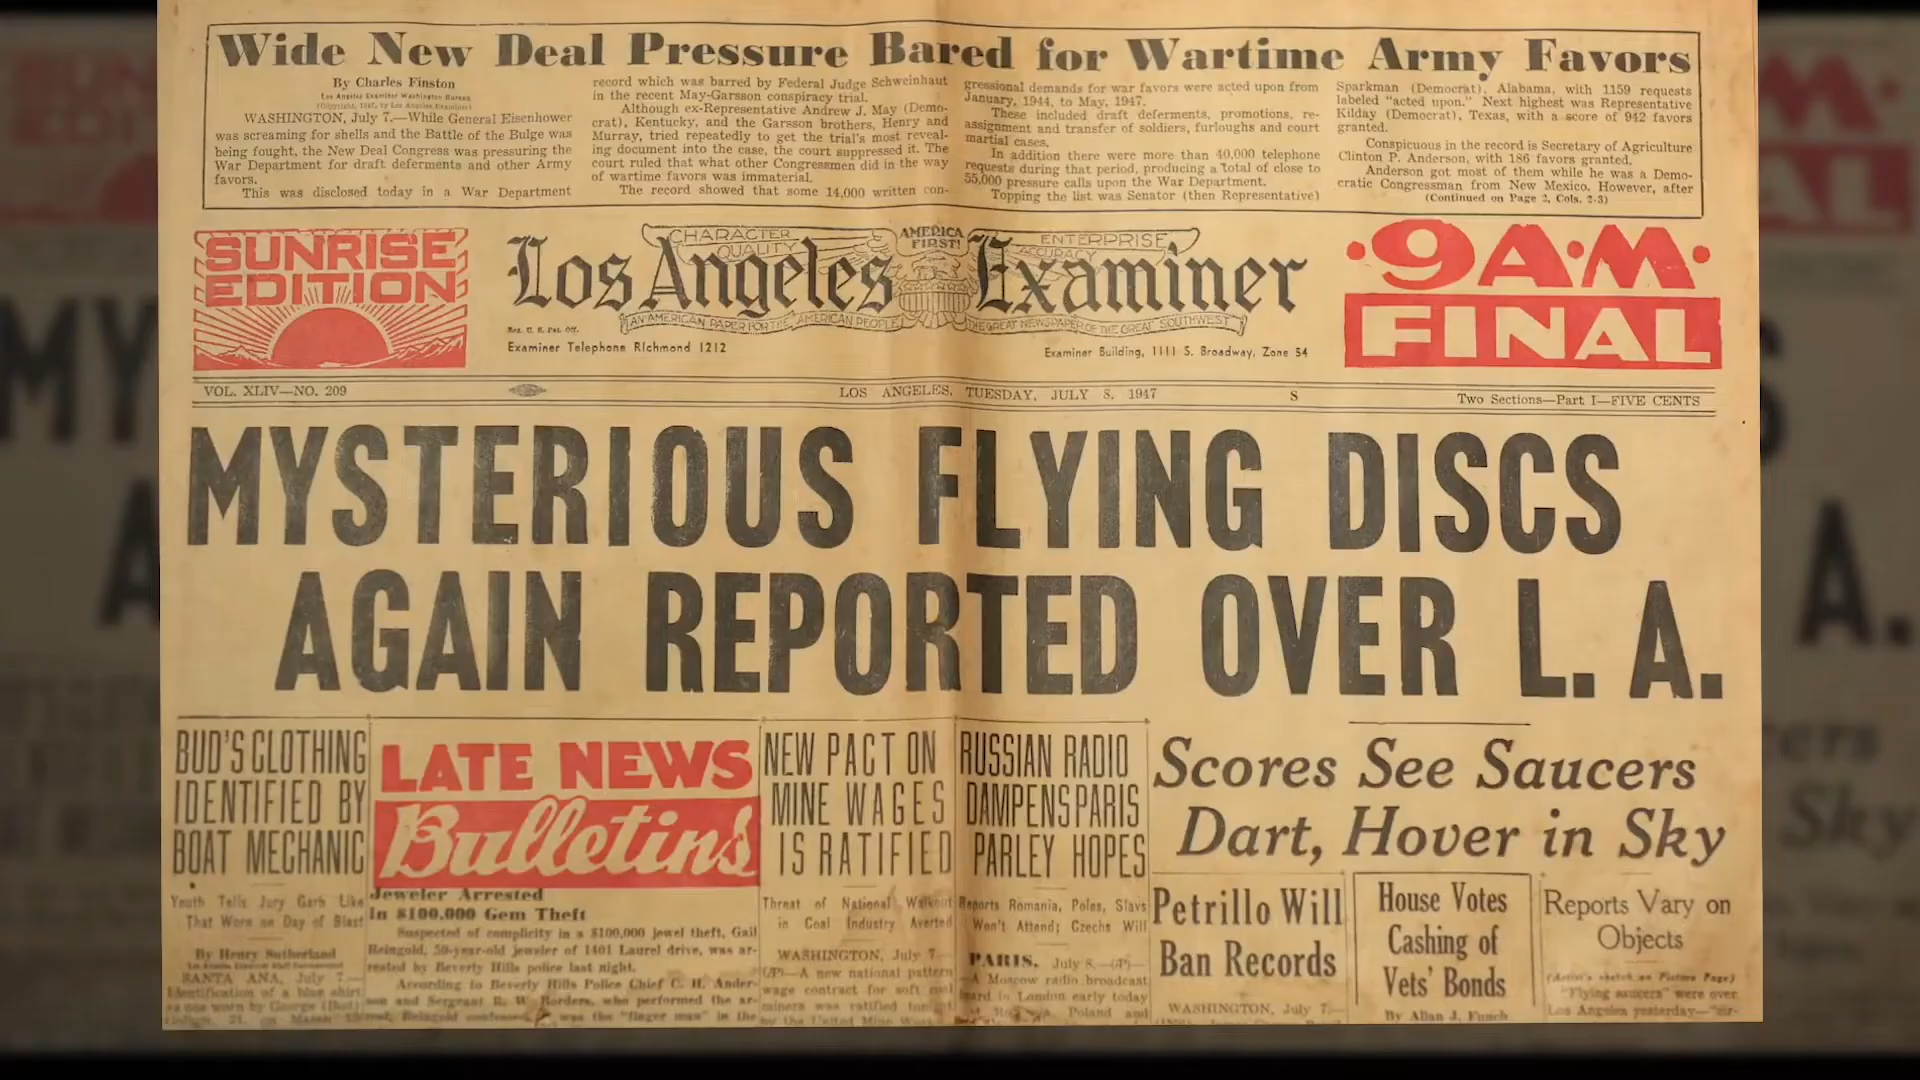 Wide New Deal Pressure Bared for Wartime Army Favors
By Charles Finston
Los Angeles Examiner Washington Bureau
(Copyright, 1947, by Los Angeles Examiner)
WASHINGTON, July 7.—While General Eisenhower
was screaming for shells and the Battle of the Bulge was
being fought, the New Deal Congress was pressuring the
War Department for draft deferments and other Army
favors.
This was disclosed today in a War Department
record which was barred by Federal Judge Schweinhaut
in the recent May-Garsson conspiracy trial.
Although ex-Representative Andrew J. May (Demo-
crat), Kentucky, and the Garsson brothers, Henry and
Murray, tried repeatedly to get the trial's most reveal-
ing document into the case, the court suppressed it. The
court ruled that what other Congressmen did in the way
of wartime favors was immaterial.
The record showed that some 14,000 written con-
gressional demands for war favors were acted upon from
January, 1944, to May, 1947.
These included draft deferments, promotions, re-
assignment and transfer of soldiers, furloughs and court
martial cases.
In addition there were more than 40,000 telephone
requests during that period, producing a total of close to
55,000 pressure calls upon the War Department.
Topping the list was Senator (then Representative)
Sparkman (Democrat), Alabama, with 1159 requests
labeled "acted upon." Next highest was Representative
Kilday (Democrat), Texas, with a score of 942 favors
granted.
Conspicuous in the record is Secretary of Agriculture
Clinton P. Anderson, with 186 favors granted.
Anderson got most of them while he was a Demo-
cratic Congressman from New Mexico. However, after
(Continued on Page 2, Cols. 2-3)
SUNRISE
EDITION
CHARACTER
QUALITY
AMERICA
FIRST!
ENTERPRISE
ACCURACY
Los Angeles Examiner
AN AMERICAN PAPER FOR THE AMERICAN PEOPLE
THE GREAT NEWSPAPER OF THE GREAT SOUTHWEST
Reg. U. S. Pat. Off.
Examiner Telephone RIchmond 1212
Examiner Building, 1111 S. Broadway, Zone 54
9 A.M.
FINAL
VOL. XLIV—NO. 209
LOS ANGELES, TUESDAY, JULY 8, 1947
S
Two Sections—Part I—FIVE CENTS
MYSTERIOUS FLYING DISCS
AGAIN REPORTED OVER L. A.
BUD'S CLOTHING
IDENTIFIED BY
BOAT MECHANIC
Youth Tells Jury Garb Like
That Worn on Day of Blast
By Henry Sutherland
SANTA ANA, July 7.—
Identification of a blue shirt
as one worn by George (Bud)
LATE NEWS
Bulletins
Jeweler Arrested
In $100,000 Gem Theft
Suspected of complicity in a $100,000 jewel theft, Gail
Reingold, 50-year-old jeweler of 1401 Laurel drive, was ar-
rested by Beverly Hills police last night.
According to Beverly Hills Police Chief C. H. Ander-
son and Sergeant R. W. Borders, who performed the ar-
was the "finger man" in the
NEW PACT ON
MINE WAGES
IS RATIFIED
Threat of National Walkout
in Coal Industry Averted
WASHINGTON, July 7.
(AP)—A new national pattern
wage contract for soft coal
miners was ratified tonight
by the United Mine
RUSSIAN RADIO
DAMPENS PARIS
PARLEY HOPES
Reports Romania, Poles, Slavs
Won't Attend; Czechs Will
PARIS, July 8.—(AP)—
A Moscow radio broadcast
heard in London early today
Poland and
Scores See Saucers
Dart, Hover in Sky
Petrillo Will
Ban Records
WASHINGTON, July 7.—
House Votes
Cashing of
Vets' Bonds
By Allan J. Funch
Reports Vary on
Objects
(Artist's sketch on Picture Page)
"Flying saucers" were over
Los Angeles yesterday—"air-